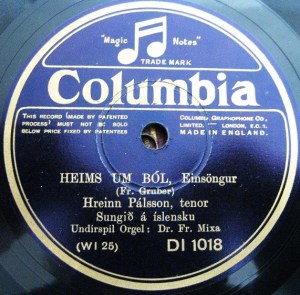 "Magic Notes"
TRADE MARK
Columbia
THIS RECORD (MADE BY PATENTED
PROCESS) MUST NOT BE SOLD
BELOW PRICE FIXED BY PATENTEES
COLUMBIA GRAPHOPHONE CO.,
LIMITED, LONDON, E.C.1.
MADE IN ENGLAND.
HEIMS UM BÓL, Einsöngur
(Fr. Gruber)
Hreinn Pálsson, tenor
Sungið á íslensku
Undirspil Orgel: Dr. Fr. Mixa
(WI 25)
DI 1018